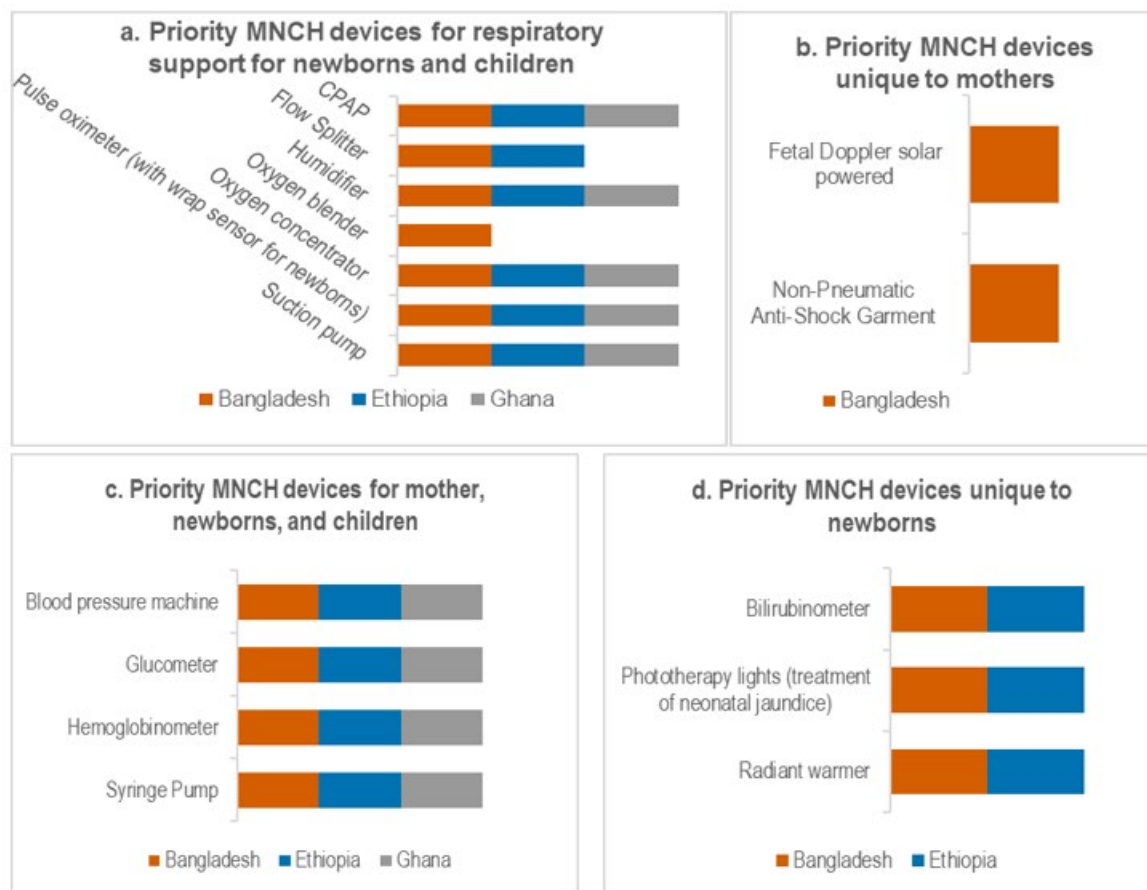 a. Priority MNCH devices for respiratory
support for newborns and children
CPAP
Flow Splitter
Humidifier
Oxygen blender
Oxygen concentrator
Pulse oximeter (with wrap sensor for newborns)
Suction pump
Bangladesh Ethiopia Ghana
b. Priority MNCH devices
unique to mothers
Fetal Doppler solar
powered
Non-Pneumatic
Anti-Shock Garment
Bangladesh
c. Priority MNCH devices for mother,
newborns, and children
Blood pressure machine
Glucometer
Hemoglobinometer
Syringe Pump
Bangladesh Ethiopia Ghana
d. Priority MNCH devices unique to
newborns
Bilirubinometer
Phototherapy lights (treatment
of neonatal jaundice)
Radiant warmer
Bangladesh Ethiopia